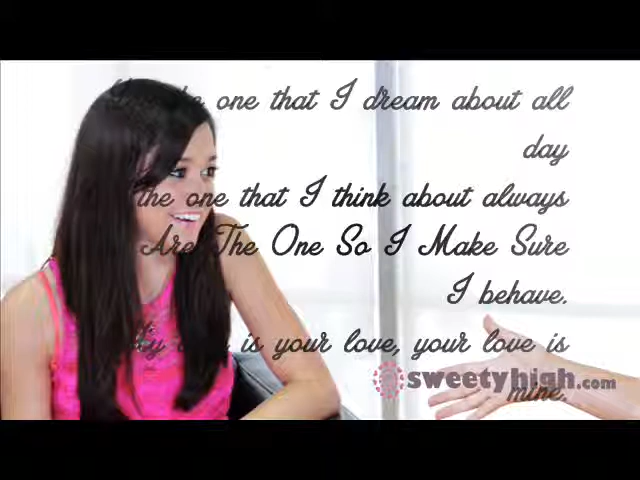 one that I dream about all
day
the one that I think about always
Are The One So I Make Sure
I behave.
is your love, your love is
mine.
sweetyhigh.com